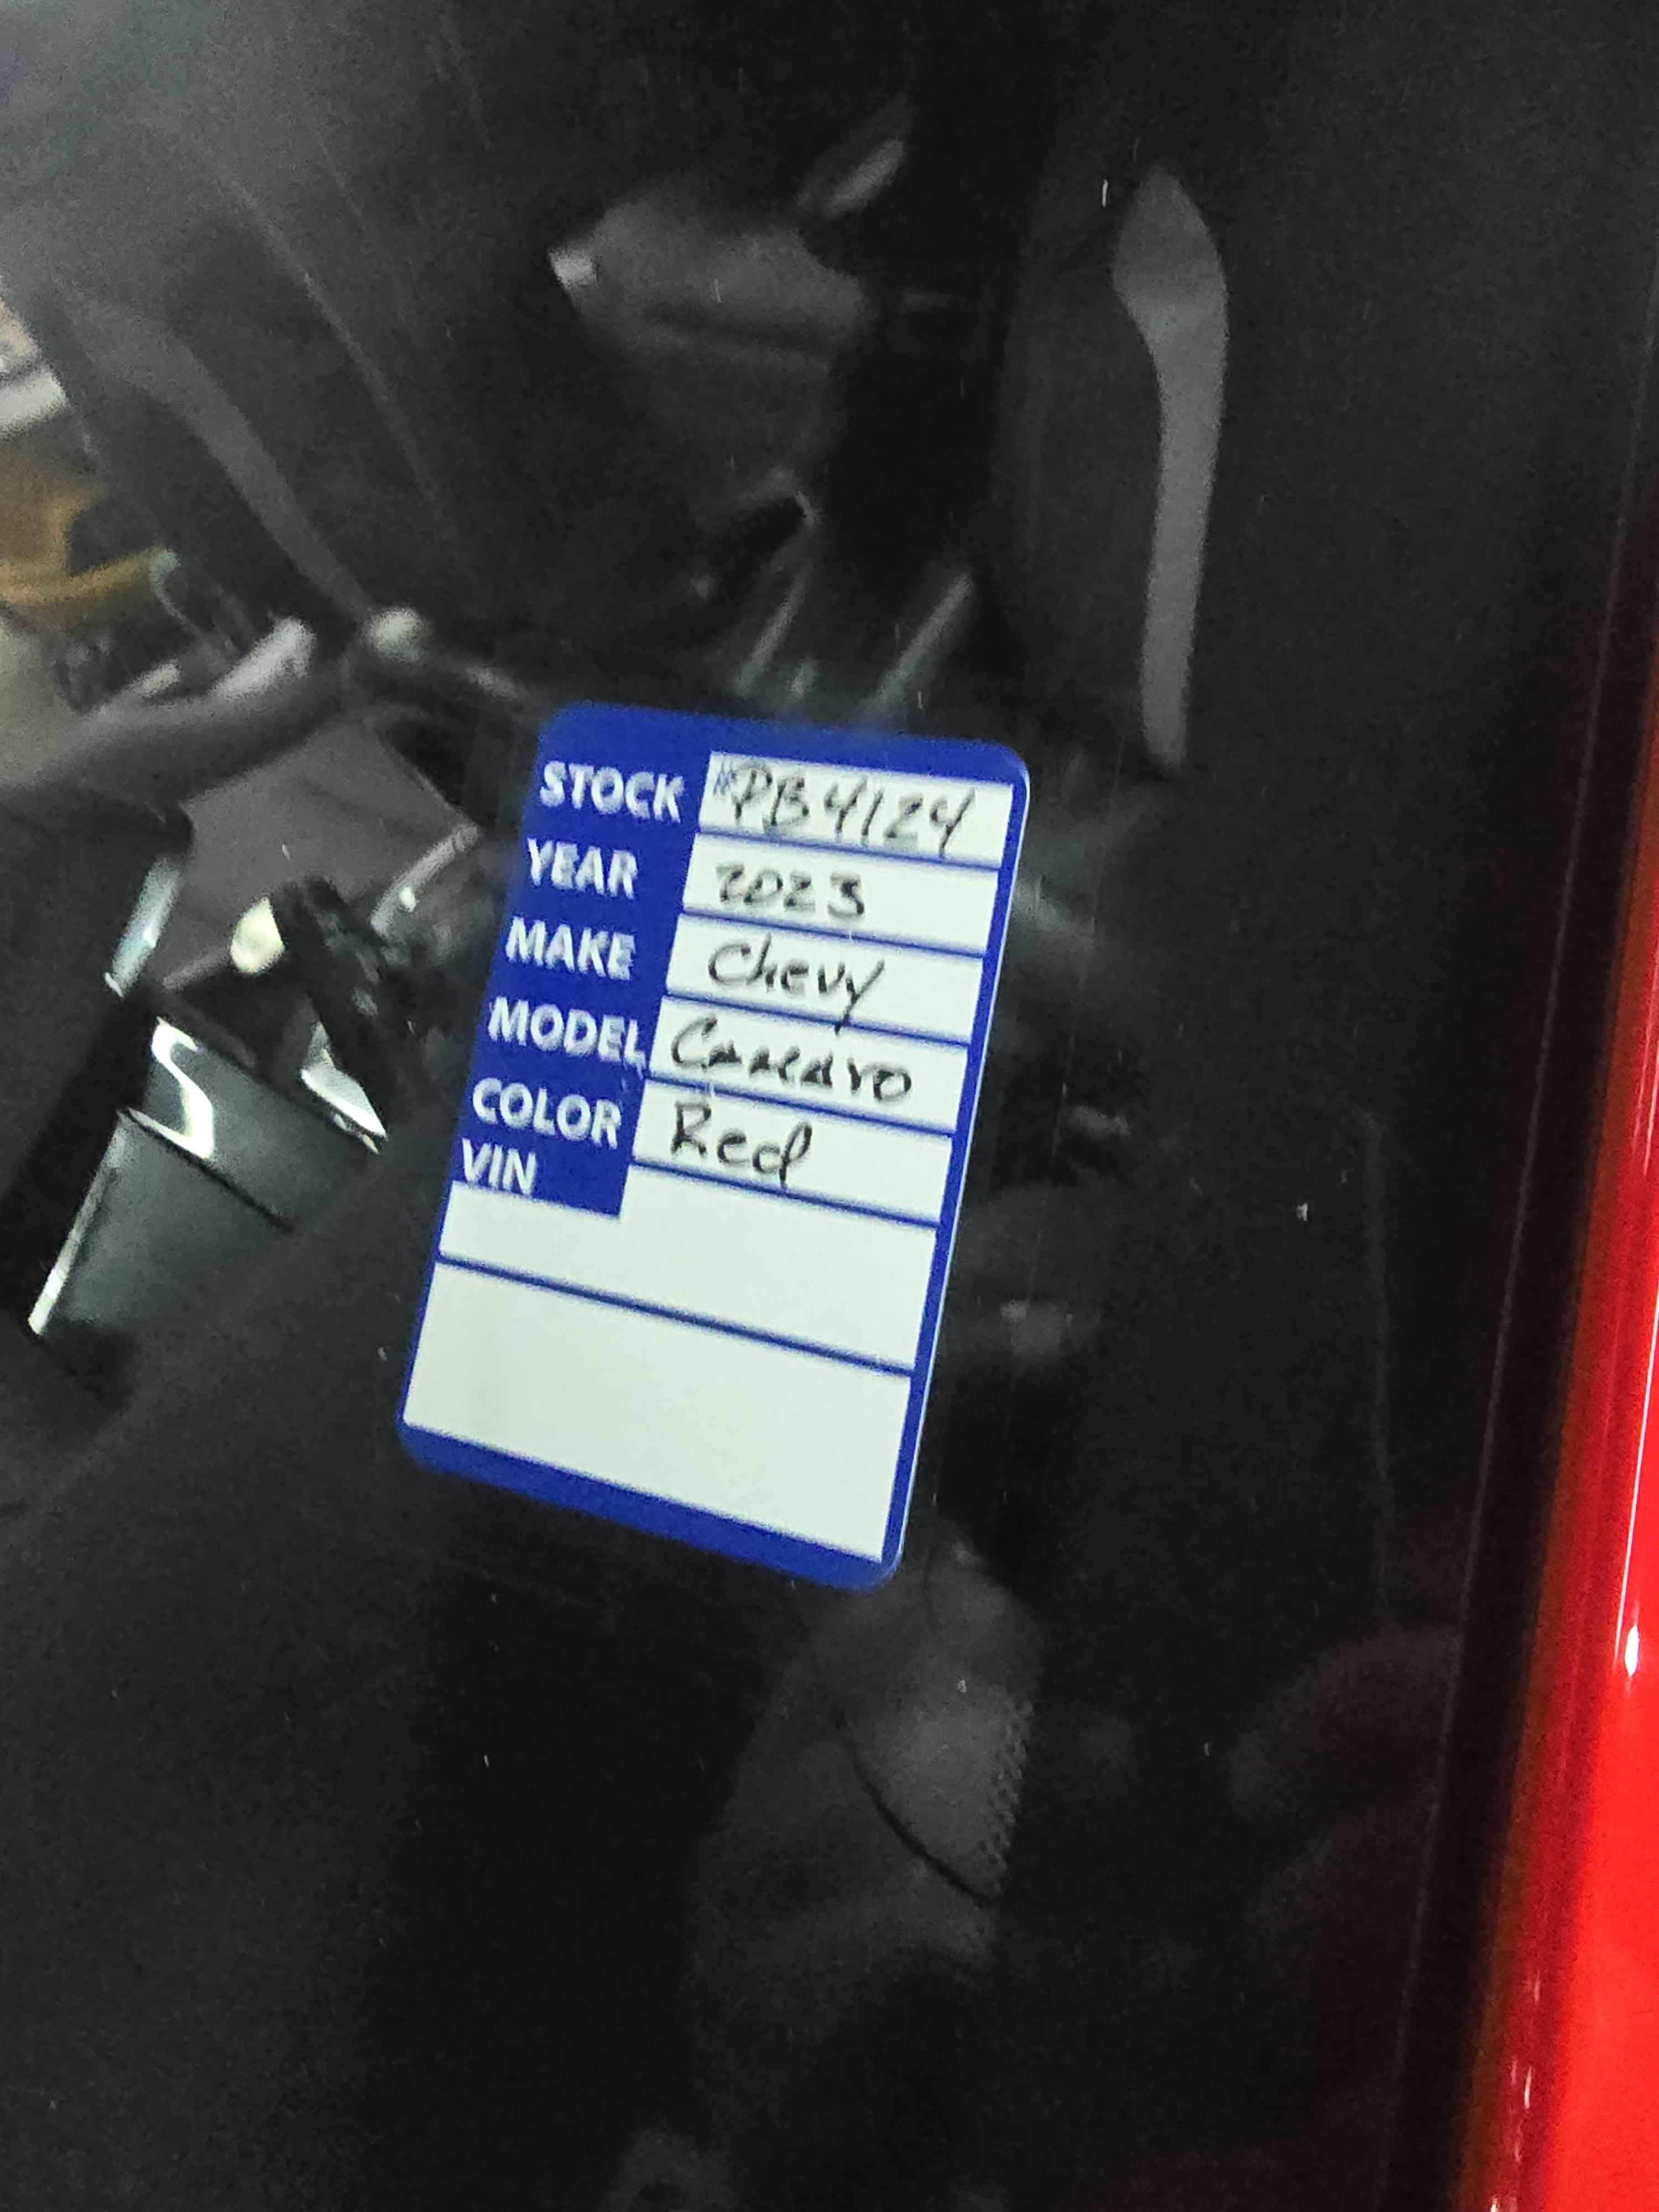 STOCK #PB4124
YEAR 2023
MAKE Chevy
MODEL Camaro
COLOR Red
VIN